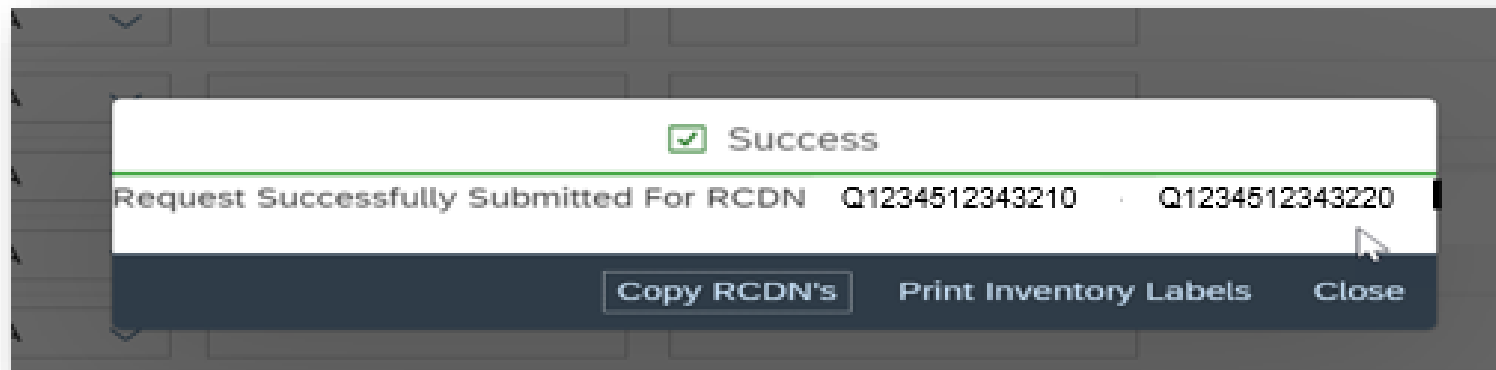 Success
Request Successfully Submitted For RCDN Q1234512343210 Q1234512343220
Copy RCDN's Print Inventory Labels Close